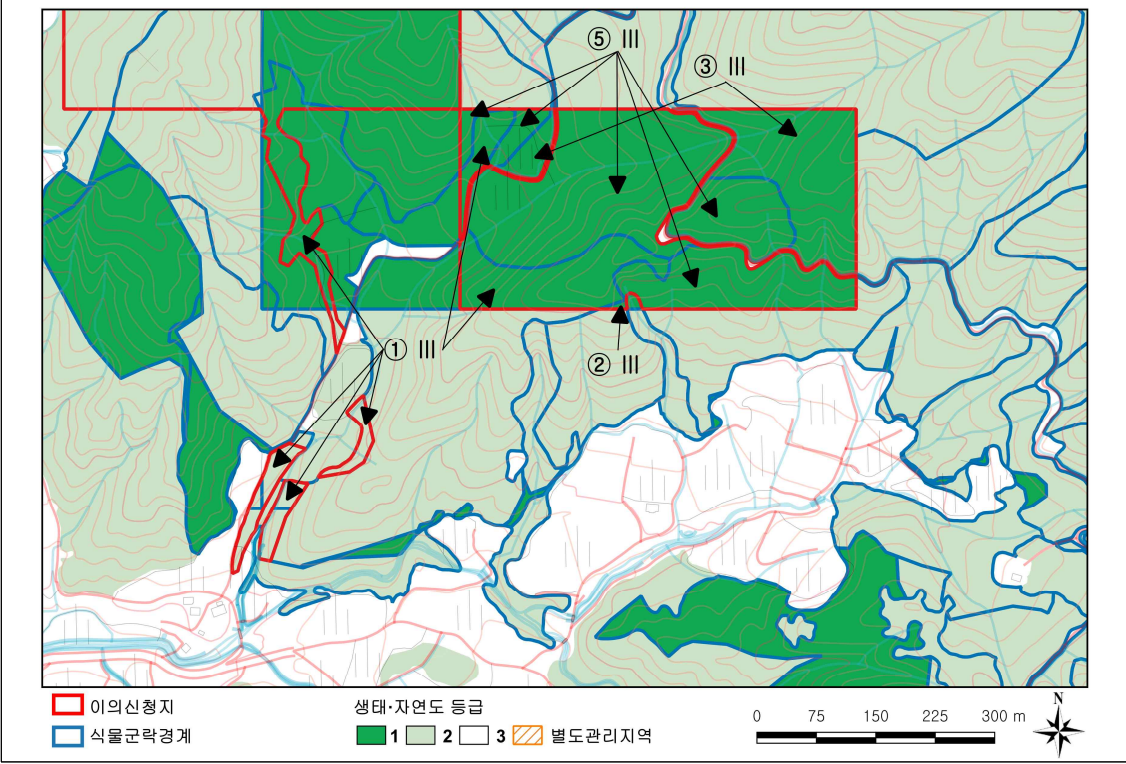 ⑤ III
③ III
① III
② III
이의신청지
식물군락경계
생태·자연도 등급
1 2 3 별도관리지역
0 75 150 225 300 m
N